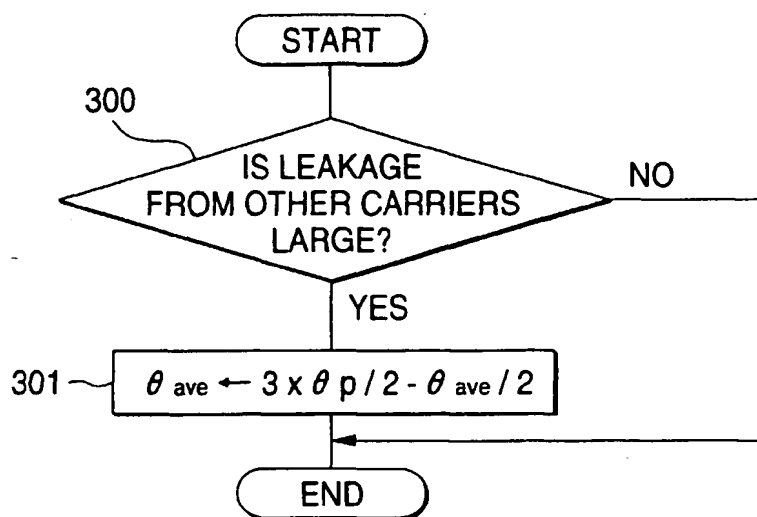 START
300
IS LEAKAGE
FROM OTHER CARRIERS
LARGE?
NO
YES
301
θ ave ← 3 x θ p / 2 - θ ave / 2
END